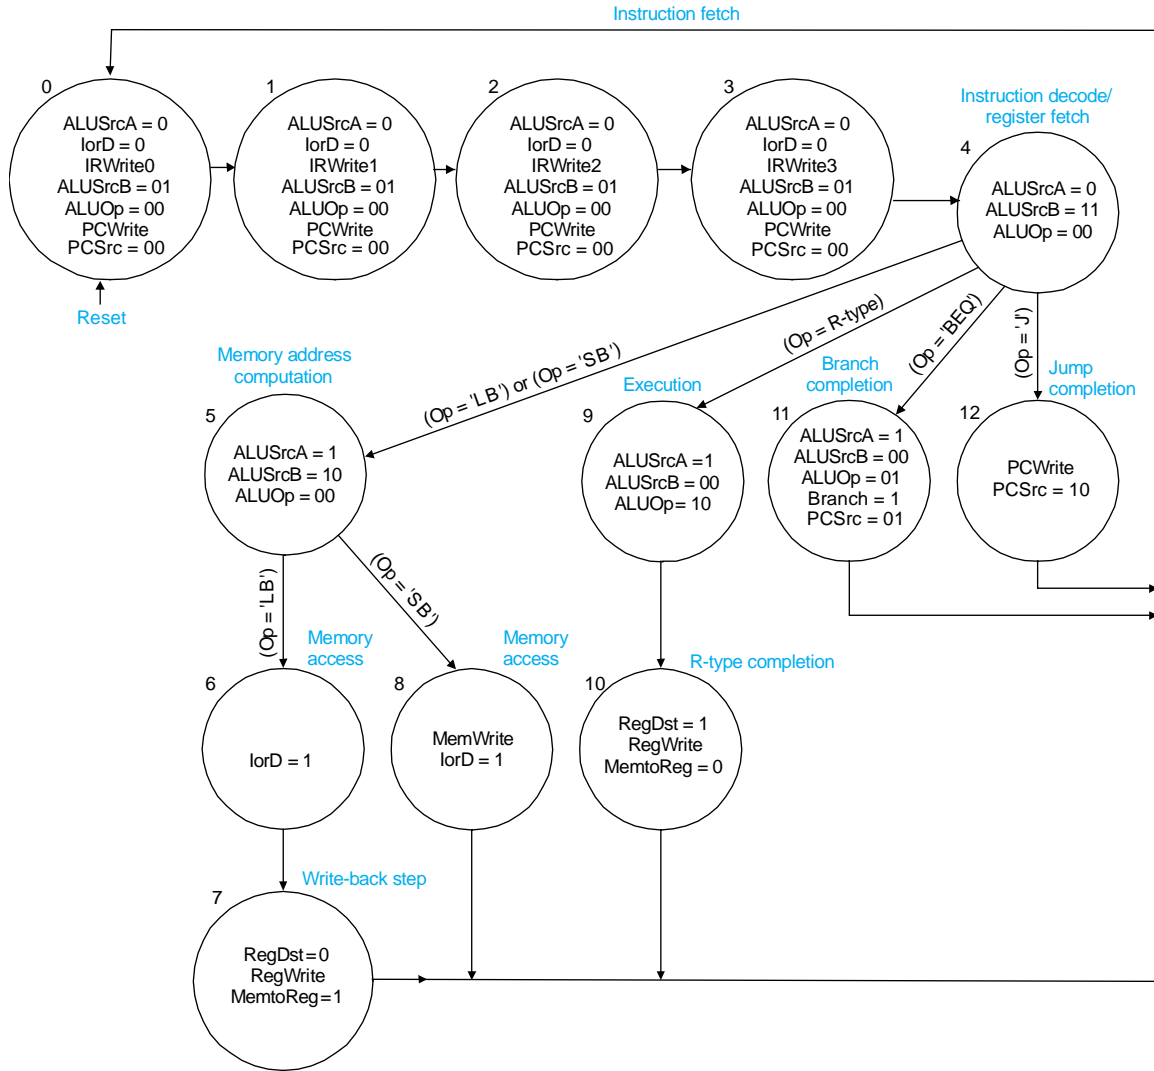 Instruction fetch
0
ALUSrcA = 0
IorD = 0
IRWrite0
ALUSrcB = 01
ALUOp = 00
PCWrite
PCSrc = 00
Reset
1
ALUSrcA = 0
IorD = 0
IRWrite1
ALUSrcB = 01
ALUOp = 00
PCWrite
PCSrc = 00
2
ALUSrcA = 0
IorD = 0
IRWrite2
ALUSrcB = 01
ALUOp = 00
PCWrite
PCSrc = 00
3
ALUSrcA = 0
IorD = 0
IRWrite3
ALUSrcB = 01
ALUOp = 00
PCWrite
PCSrc = 00
Instruction decode/
register fetch
4
ALUSrcA = 0
ALUSrcB = 11
ALUOp = 00
(Op = 'LB') or (Op = 'SB')
(Op = R-type)
(Op = 'BEQ')
(Op = 'J')
Memory address
computation
5
ALUSrcA = 1
ALUSrcB = 10
ALUOp = 00
Execution
9
ALUSrcA =1
ALUSrcB = 00
ALUOp= 10
Branch
completion
11
ALUSrcA = 1
ALUSrcB = 00
ALUOp = 01
Branch = 1
PCSrc = 01
Jump
completion
12
PCWrite
PCSrc = 10
(Op = 'LB')
(Op = 'SB')
Memory
access
6
IorD = 1
Memory
access
8
MemWrite
IorD = 1
R-type completion
10
RegDst = 1
RegWrite
MemtoReg = 0
Write-back step
7
RegDst=0
RegWrite
MemtoReg=1